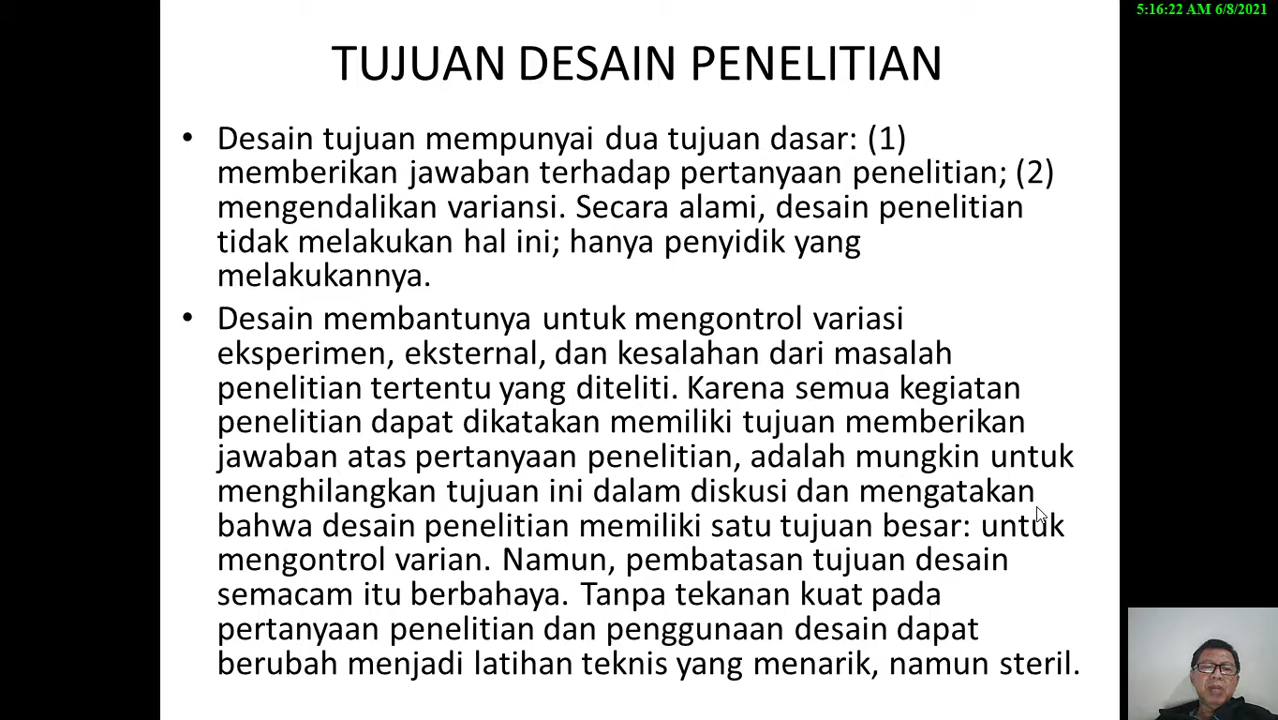 5:16:22 AM 6/8/2021
TUJUAN DESAIN PENELITIAN
• Desain tujuan mempunyai dua tujuan dasar: (1)
memberikan jawaban terhadap pertanyaan penelitian; (2)
mengendalikan variansi. Secara alami, desain penelitian
tidak melakukan hal ini; hanya penyidik yang
melakukannya.
• Desain membantunya untuk mengontrol variasi
eksperimen, eksternal, dan kesalahan dari masalah
penelitian tertentu yang diteliti. Karena semua kegiatan
penelitian dapat dikatakan memiliki tujuan memberikan
jawaban atas pertanyaan penelitian, adalah mungkin untuk
menghilangkan tujuan ini dalam diskusi dan mengatakan
bahwa desain penelitian memiliki satu tujuan besar: untuk
mengontrol varian. Namun, pembatasan tujuan desain
semacam itu berbahaya. Tanpa tekanan kuat pada
pertanyaan penelitian dan penggunaan desain dapat
berubah menjadi latihan teknis yang menarik, namun steril.